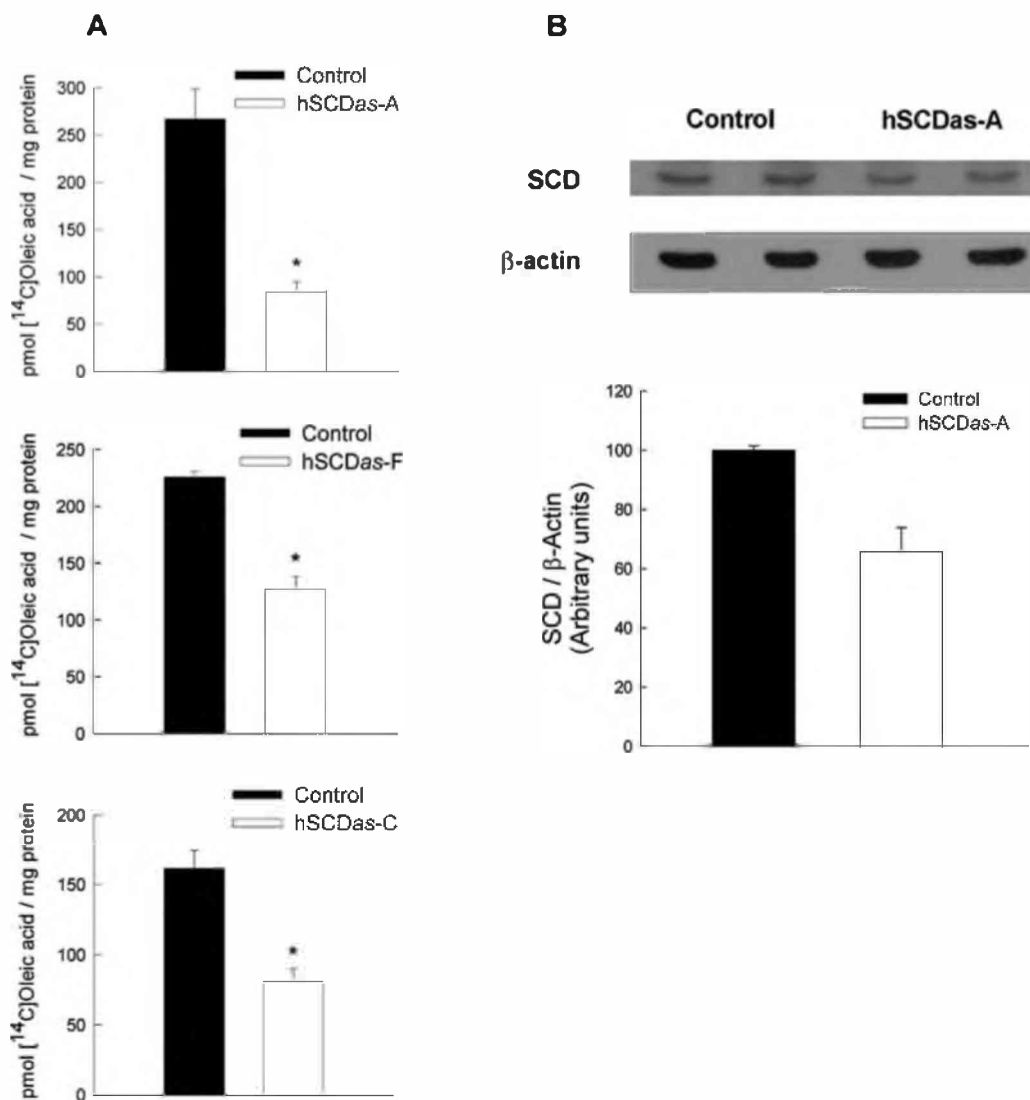 A
Control
hSCDas-A
pmol [14C]Oleic acid / mg protein
300
250
200
150
100
50
0
*
Control
hSCDas-F
pmol [14C]Oleic acid / mg protein
250
200
150
100
50
0
*
Control
hSCDas-C
pmol [14C]Oleic acid / mg protein
200
150
100
50
0
*
B
Control hSCDas-A
SCD
β-actin
Control
hSCDas-A
SCD / β-Actin
(Arbitrary units)
120
100
80
60
40
20
0